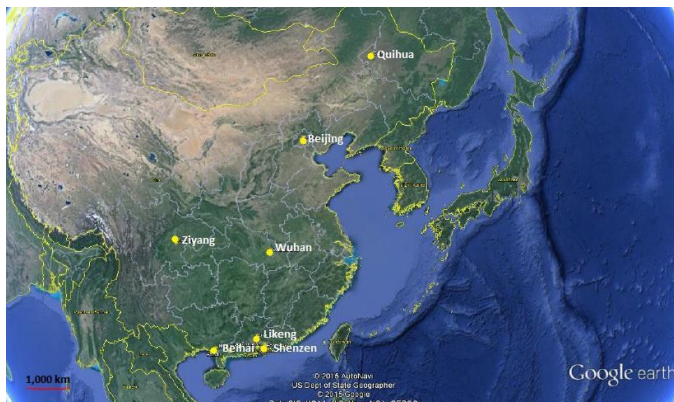 Quihua
Beijing
Ziyang
Wuhan
Likeng
Beihai
Shenzen
1,000 km
© 2015 AutoNavi
US Dept of State Geographer
© 2015 Google
Google earth